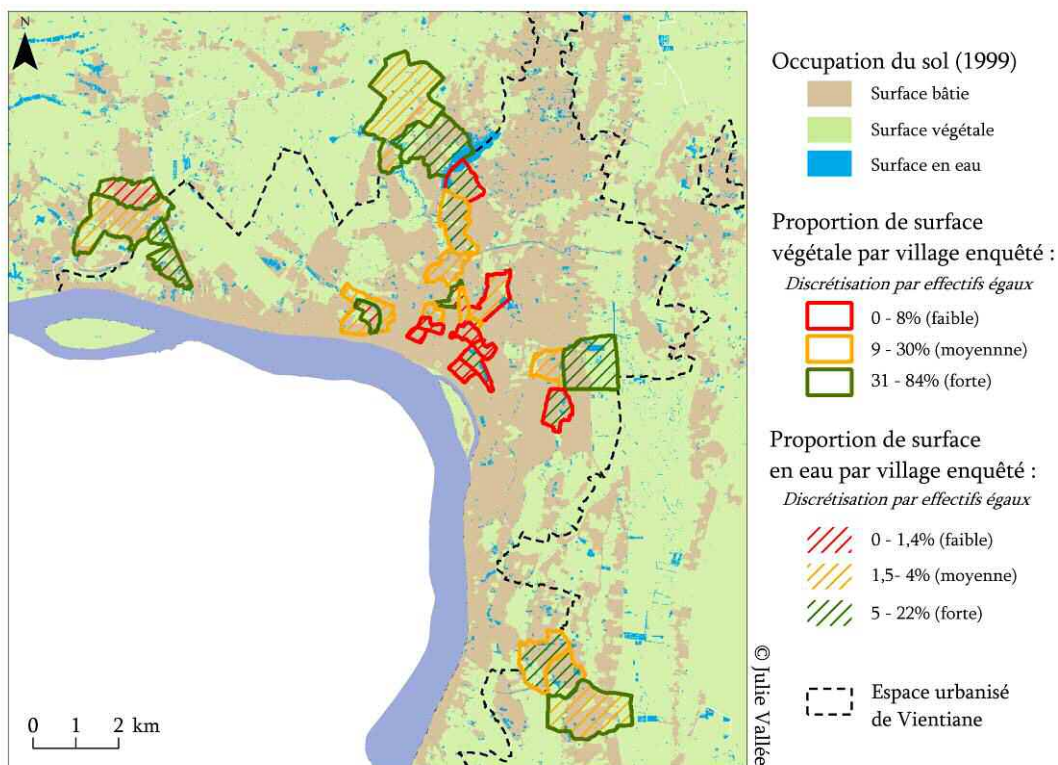 N
Occupation du sol (1999)
Surface bâtie
Surface végétale
Surface en eau
Proportion de surface
végétale par village enquêté :
Discrétisation par effectifs égaux
0 - 8% (faible)
9 - 30% (moyennne)
31 - 84% (forte)
Proportion de surface
en eau par village enquêté :
Discrétisation par effectifs égaux
0 - 1,4% (faible)
1,5- 4% (moyenne)
5 - 22% (forte)
Espace urbanisé
de Vientiane
© Julie Vallée
0 1 2 km